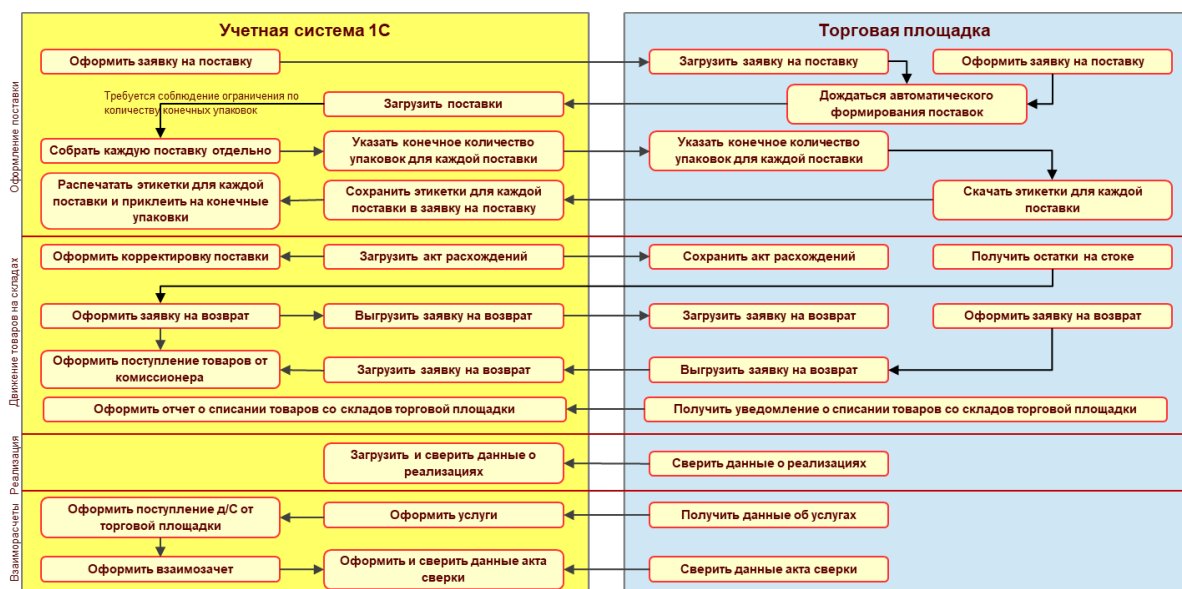 Учетная система 1С
Торговая площадка
Оформление поставки
Оформить заявку на поставку
Загрузить заявку на поставку
Оформить заявку на поставку
Требуется соблюдение ограничения по
количеству конечных упаковок
Загрузить поставки
Дождаться автоматического
формирования поставок
Собрать каждую поставку отдельно
Указать конечное количество
упаковок для каждой поставки
Указать конечное количество
упаковок для каждой поставки
Распечатать этикетки для каждой
поставки и приклеить на конечные
упаковки
Сохранить этикетки для каждой
поставки в заявку на поставку
Скачать этикетки для каждой
поставки
Движение товаров на складах
Оформить корректировку поставки
Загрузить акт расхождений
Сохранить акт расхождений
Получить остатки на стоке
Оформить заявку на возврат
Выгрузить заявку на возврат
Загрузить заявку на возврат
Оформить заявку на возврат
Оформить поступление товаров от
комиссионера
Загрузить заявку на возврат
Выгрузить заявку на возврат
Оформить отчет о списании товаров со складов торговой площадки
Получить уведомление о списании товаров со складов торговой площадки
Реализация
Загрузить и сверить данные о
реализациях
Сверить данные о реализациях
Взаиморасчеты
Оформить поступление д/С от
торговой площадки
Оформить услуги
Получить данные об услугах
Оформить взаимозачет
Оформить и сверить данные акта
сверки
Сверить данные акта сверки